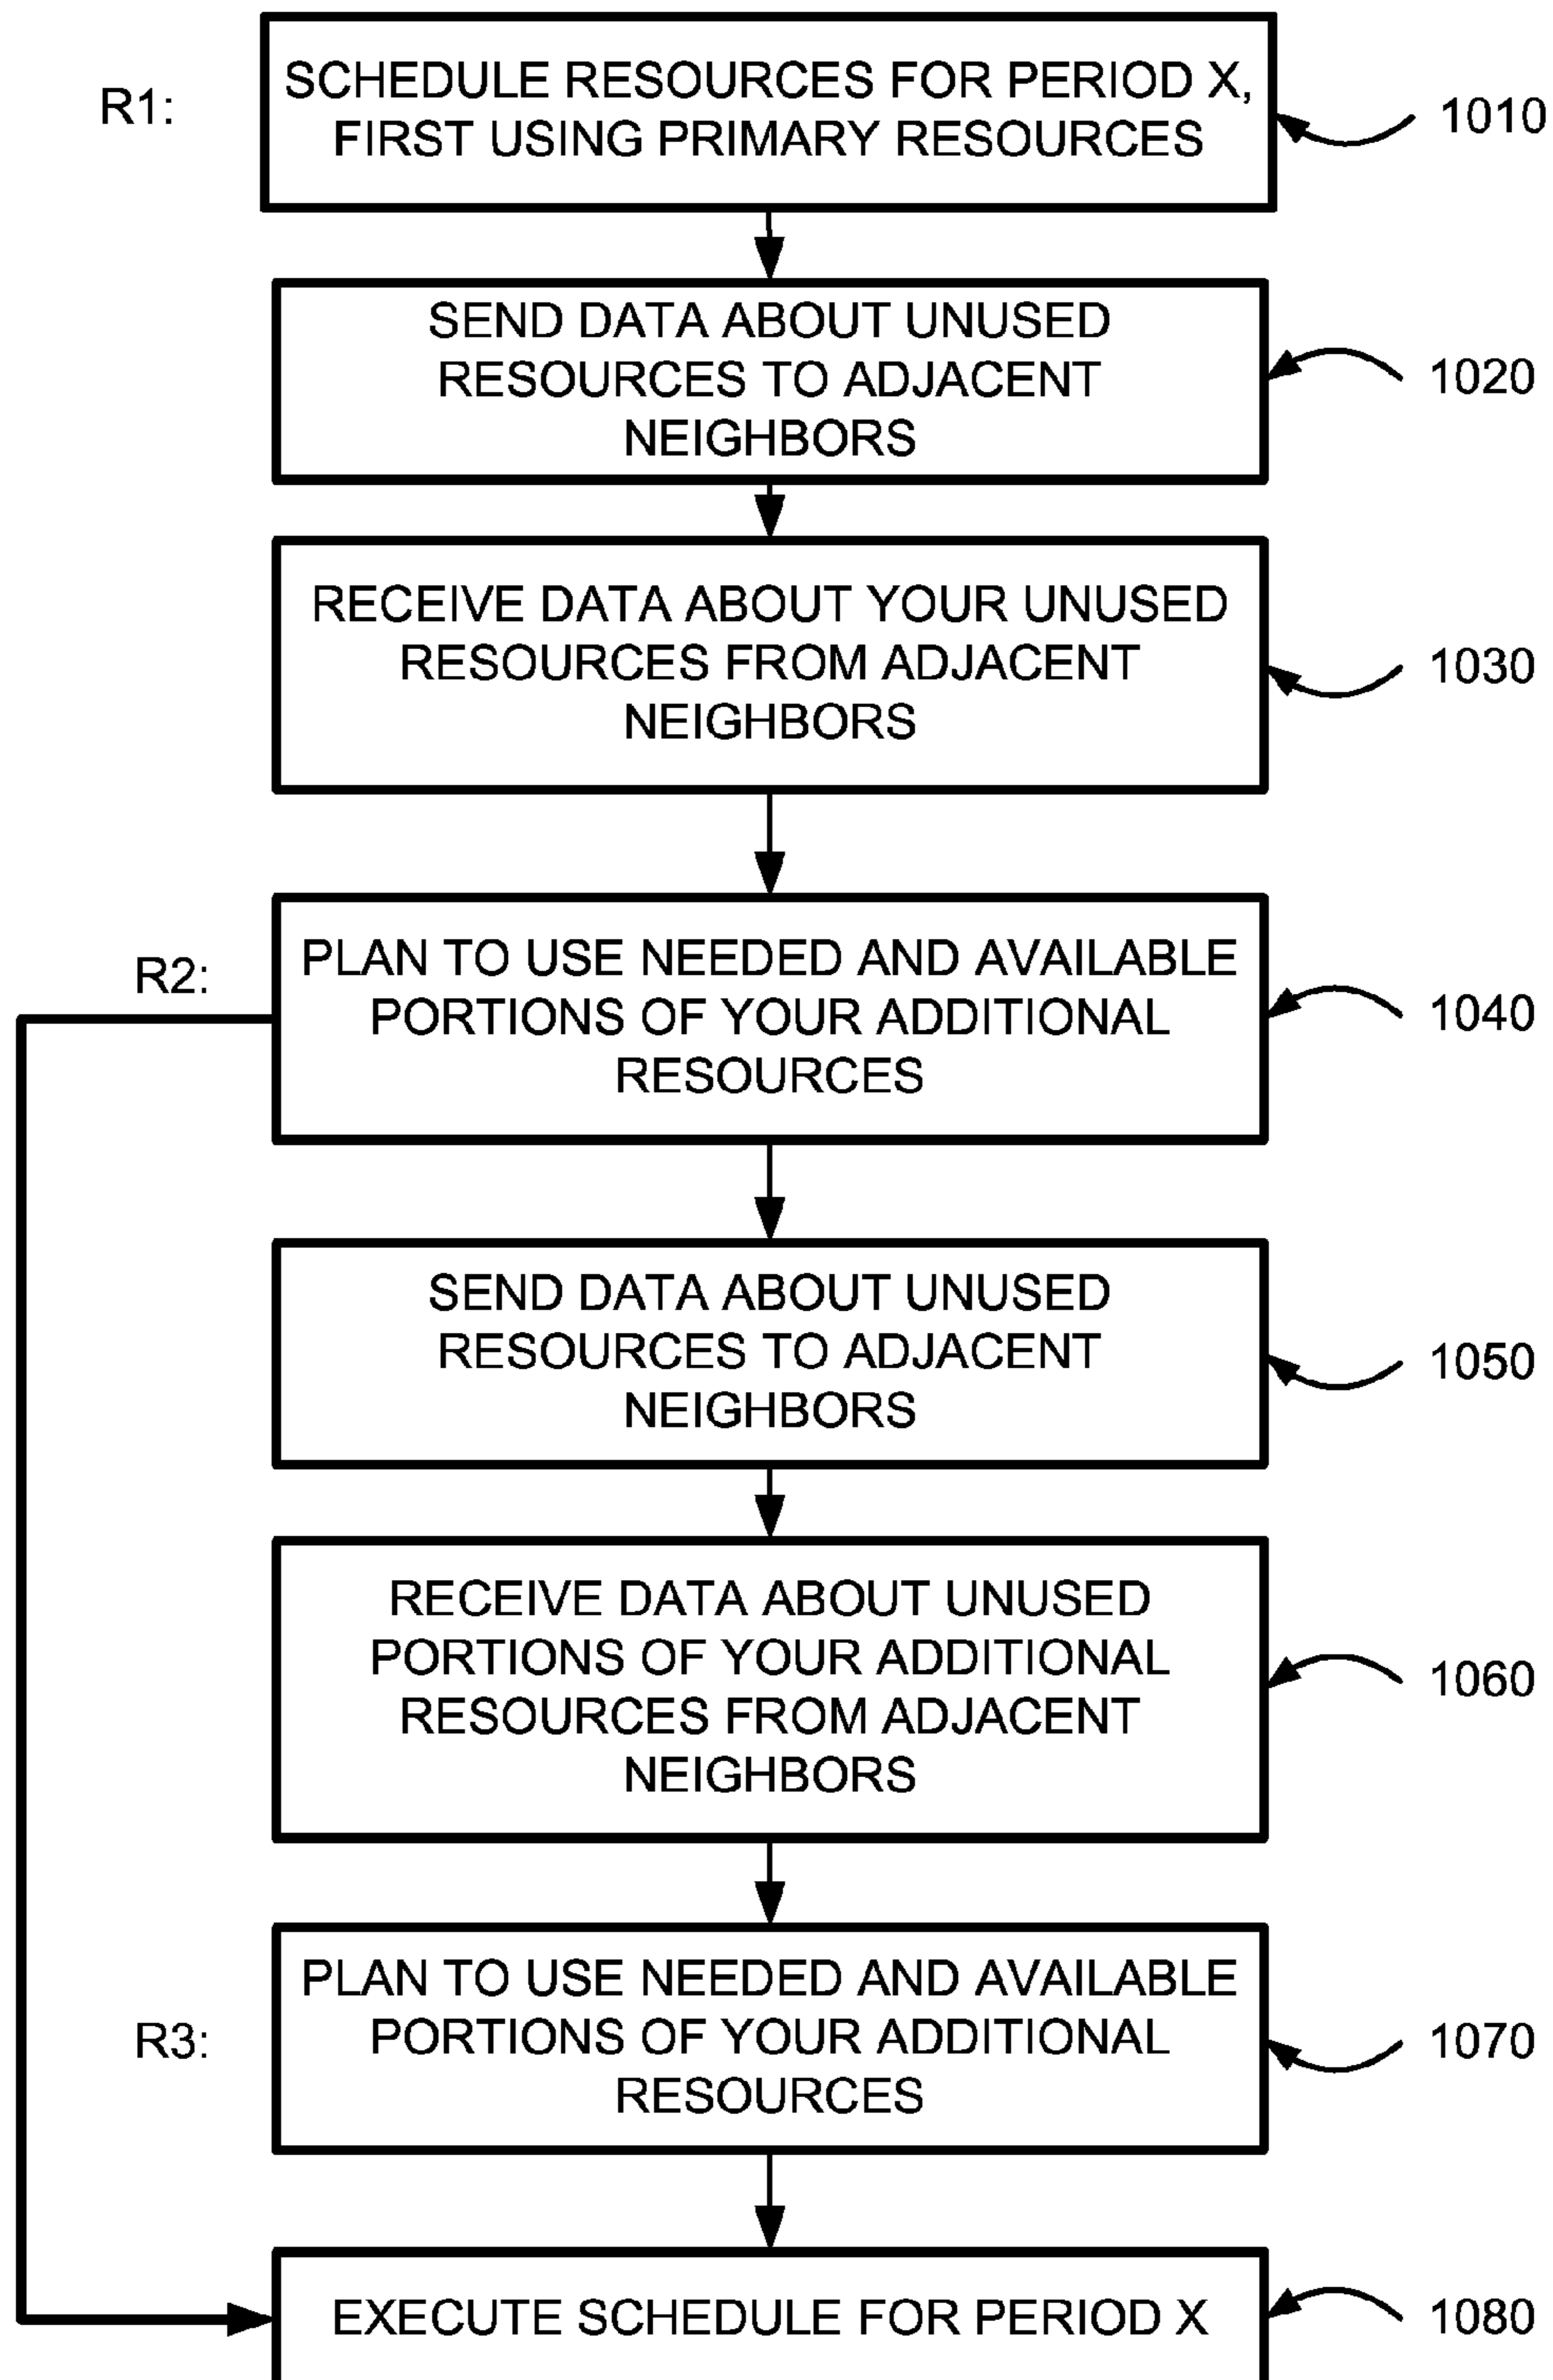 R1:
SCHEDULE RESOURCES FOR PERIOD X,
FIRST USING PRIMARY RESOURCES
1010
SEND DATA ABOUT UNUSED
RESOURCES TO ADJACENT
NEIGHBORS
1020
RECEIVE DATA ABOUT YOUR UNUSED
RESOURCES FROM ADJACENT
NEIGHBORS
1030
R2:
PLAN TO USE NEEDED AND AVAILABLE
PORTIONS OF YOUR ADDITIONAL
RESOURCES
1040
SEND DATA ABOUT UNUSED
RESOURCES TO ADJACENT
NEIGHBORS
1050
RECEIVE DATA ABOUT UNUSED
PORTIONS OF YOUR ADDITIONAL
RESOURCES FROM ADJACENT
NEIGHBORS
1060
R3:
PLAN TO USE NEEDED AND AVAILABLE
PORTIONS OF YOUR ADDITIONAL
RESOURCES
1070
EXECUTE SCHEDULE FOR PERIOD X
1080